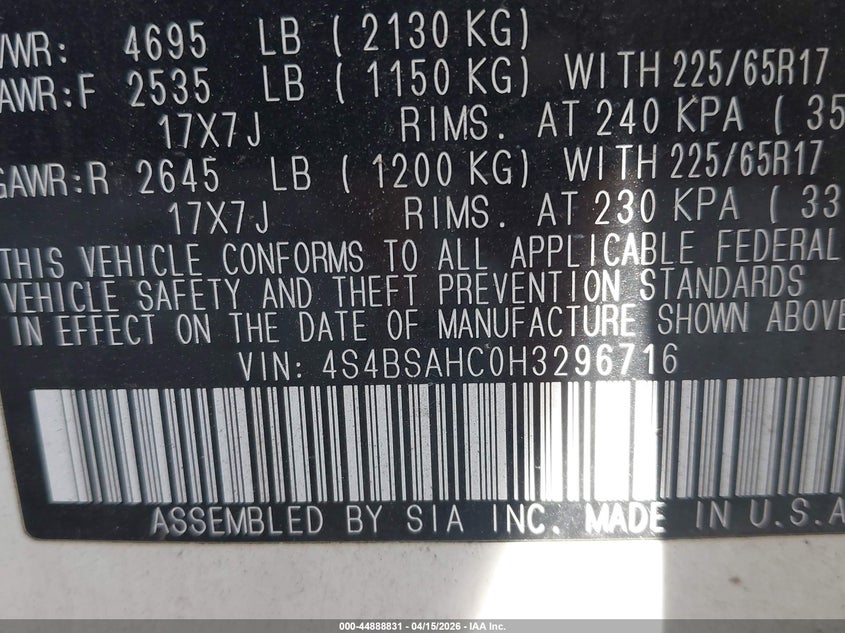 VWR: 4695 LB ( 2130 KG)
AWR:F 2535 LB ( 1150 KG) WITH 225/65R17
17X7J RIMS. AT 240 KPA ( 35
GAWR:R 2645 LB ( 1200 KG) WITH 225/65R17
17X7J RIMS. AT 230 KPA ( 33
THIS VEHICLE CONFORMS TO ALL APPLICABLE FEDERAL
VEHICLE SAFETY AND THEFT PREVENTION STANDARDS
IN EFFECT ON THE DATE OF MANUFACTURE SHOWN ABOVE
VIN: 4S4BSAHC0H3296716
ASSEMBLED BY SIA INC. MADE IN U.S.A
000-44888831 - 04/15/2026 - IAA Inc.